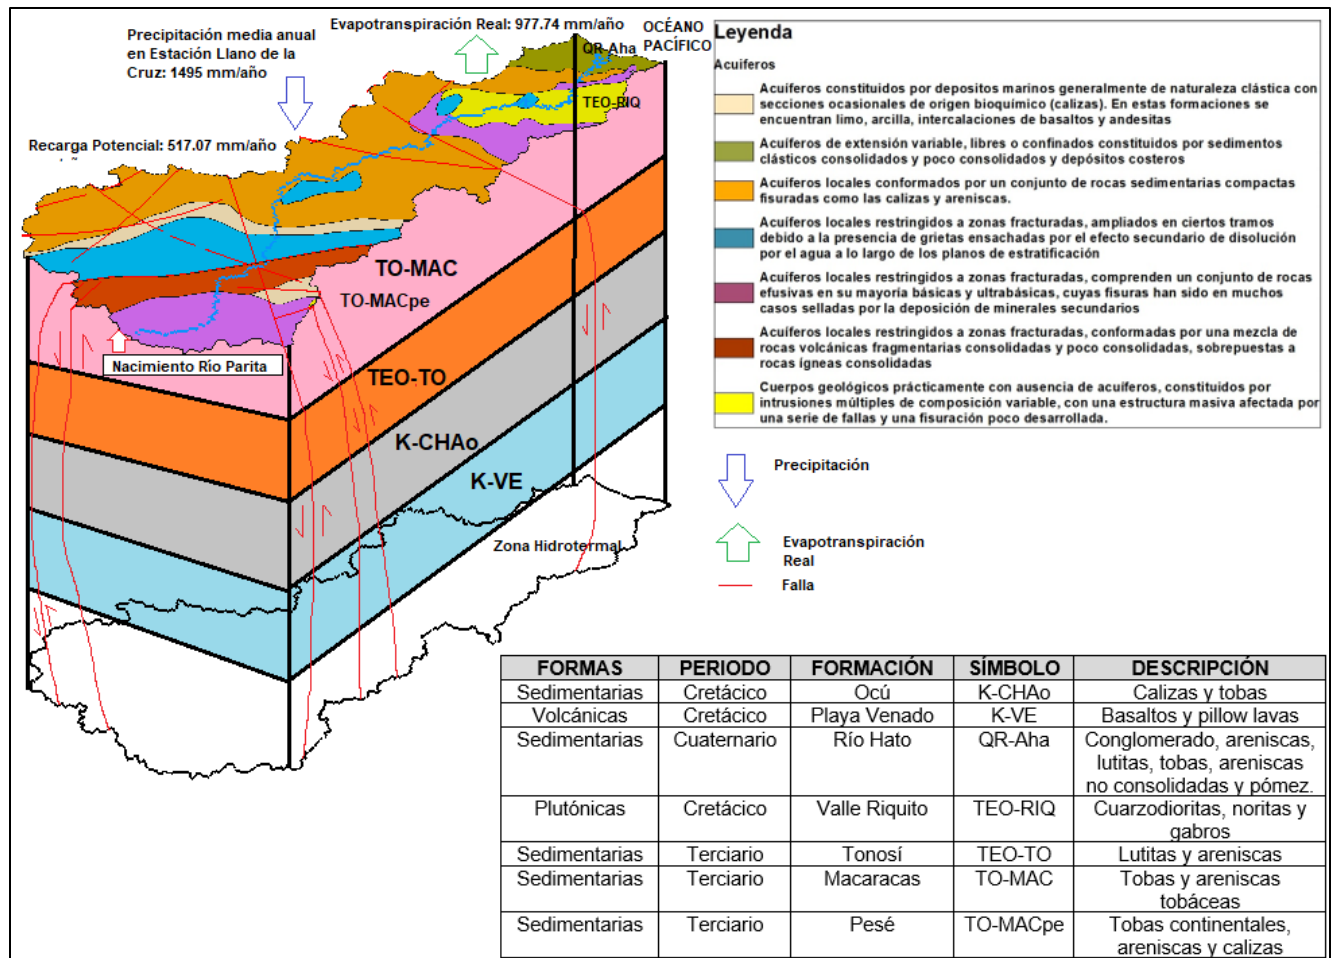 Precipitación media anual
en Estación Llano de la
Cruz: 1495 mm/año
Evapotranspiración Real: 977.74 mm/año
OCÉANO
PACÍFICO
QR-Aha
TEO-RIQ
Recarga Potencial: 517.07 mm/año
TO-MAC
TO-MACpe
Nacimiento Río Parita
TEO-TO
K-CHAo
K-VE
Zona Hidrotermal
Leyenda
Acuíferos
Acuíferos constituidos por depositos marinos generalmente de naturaleza clástica con
secciones ocasionales de origen bioquímico (calizas). En estas formaciones se
encuentran limo, arcilla, intercalaciones de basaltos y andesitas
Acuíferos de extensión variable, libres o confinados constituidos por sedimentos
clásticos consolidados y poco consolidados y depósitos costeros
Acuíferos locales conformados por un conjunto de rocas sedimentarias compactas
fisuradas como las calizas y areniscas.
Acuíferos locales restringidos a zonas fracturadas, ampliados en ciertos tramos
debido a la presencia de grietas ensachadas por el efecto secundario de disolución
por el agua a lo largo de los planos de estratificación
Acuíferos locales restringidos a zonas fracturadas, comprenden un conjunto de rocas
efusivas en su mayoría básicas y ultrabásicas, cuyas fisuras han sido en muchos
casos selladas por la deposición de minerales secundarios
Acuíferos locales restringidos a zonas fracturadas, conformadas por una mezcla de
rocas volcánicas fragmentarias consolidadas y poco consolidadas, sobrepuestas a
rocas ígneas consolidadas
Cuerpos geológicos prácticamente con ausencia de acuíferos, constituidos por
intrusiones múltiples de composición variable, con una estructura masiva afectada por
una serie de fallas y una fisuración poco desarrollada.
Precipitación
Evapotranspiración
Real
Falla
FORMAS PERIODO FORMACIÓN SÍMBOLO DESCRIPCIÓN
Sedimentarias Cretácico Ocú K-CHAo Calizas y tobas
Volcánicas Cretácico Playa Venado K-VE Basaltos y pillow lavas
Sedimentarias Cuaternario Río Hato QR-Aha Conglomerado, areniscas,
lutitas, tobas, areniscas
no consolidadas y pómez.
Plutónicas Cretácico Valle Riquito TEO-RIQ Cuarzodioritas, noritas y
gabros
Sedimentarias Terciario Tonosí TEO-TO Lutitas y areniscas
Sedimentarias Terciario Macaracas TO-MAC Tobas y areniscas
tobáceas
Sedimentarias Terciario Pesé TO-MACpe Tobas continentales,
areniscas y calizas